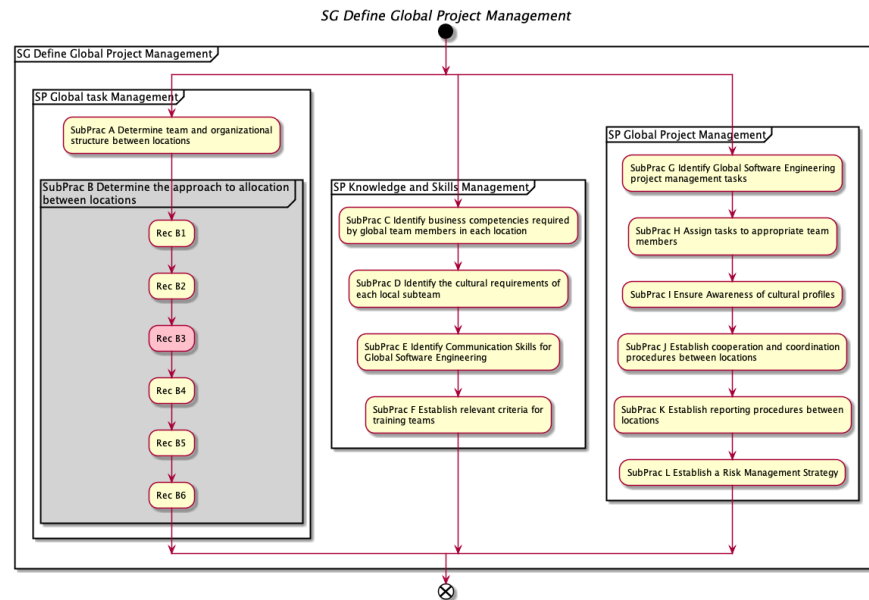 SG Define Global Project Management
SG Define Global Project Management
SP Global task Management
SubPrac A Determine team and organizational
structure between locations
SubPrac B Determine the approach to allocation
between locations
Rec B1
Rec B2
Rec B3
Rec B4
Rec B5
Rec B6
SP Knowledge and Skills Management
SubPrac C Identify business competencies required
by global team members in each location
SubPrac D Identify the cultural requirements of
each local subteam
SubPrac E Identify Communication Skills for
Global Software Engineering
SubPrac F Establish relevant criteria for
training teams
SP Global Project Management
SubPrac G Identify Global Software Engineering
project management tasks
SubPrac H Assign tasks to appropriate team
members
SubPrac I Ensure Awareness of cultural profiles
SubPrac J Establish cooperation and coordination
procedures between locations
SubPrac K Establish reporting procedures between
locations
SubPrac L Establish a Risk Management Strategy